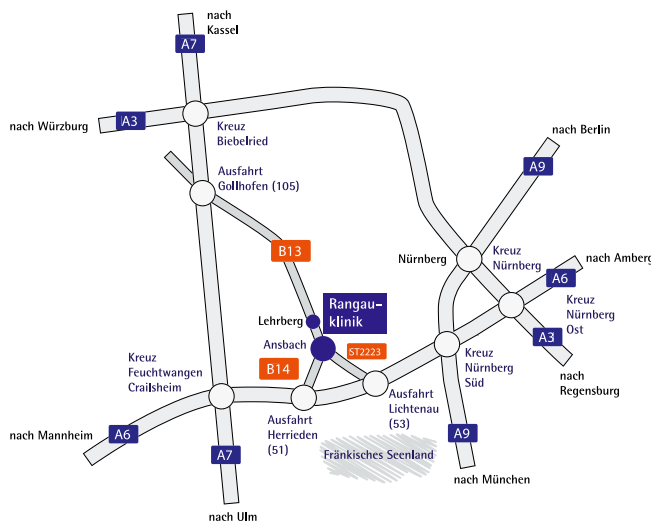 nach
Kassel
A7
nach Würzburg
A3
Kreuz
Biebelried
nach Berlin
A9
Ausfahrt
Gollhofen (105)
B13
Nürnberg
Kreuz
Nürnberg
nach Amberg
A6
Rangau-
klinik
Lehrberg
Ansbach
ST2223
Kreuz
Nürnberg
Ost
A3
nach
Regensburg
Kreuz
Feuchtwangen
Crailsheim
B14
Kreuz
Nürnberg
Süd
Ausfahrt
Lichtenau
(53)
Ausfahrt
Herrieden
(51)
nach Mannheim
A6
A7
A9
Fränkisches Seenland
nach München
nach Ulm